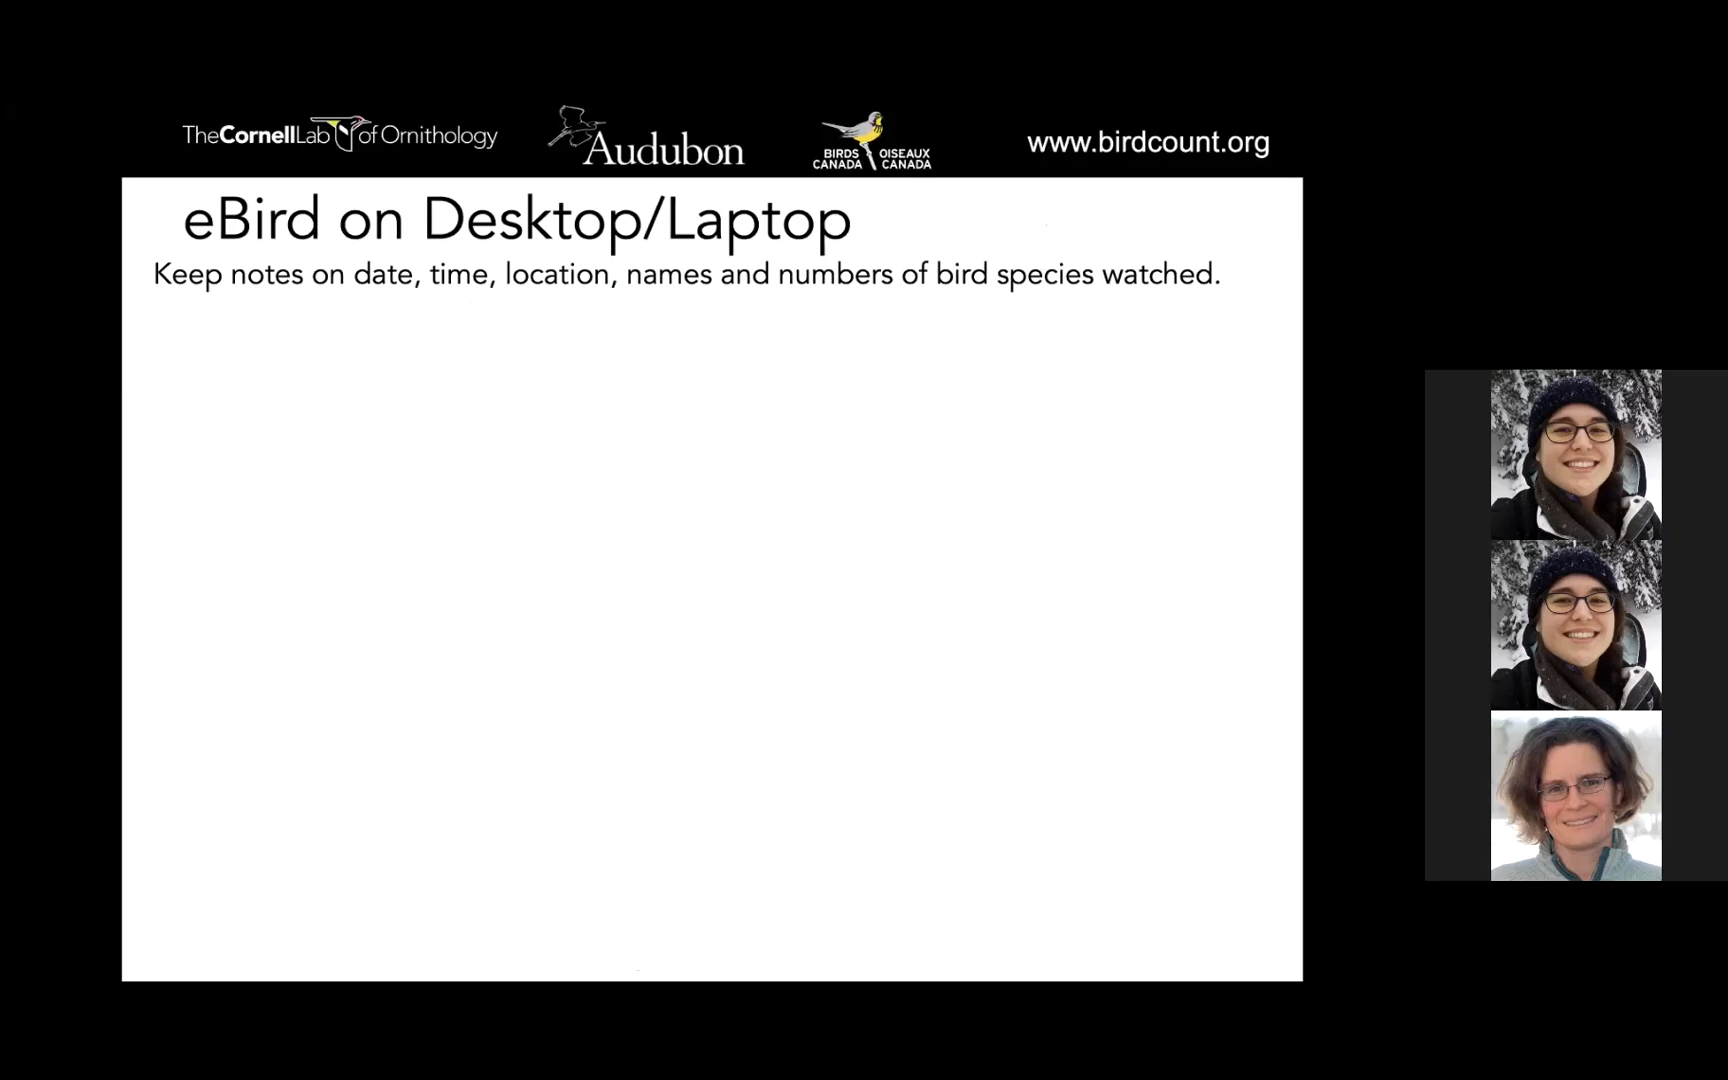 TheCornellLab of Ornithology
Audubon
BIRDS CANADA
OISEAUX CANADA
www.birdcount.org
eBird on Desktop/Laptop
Keep notes on date, time, location, names and numbers of bird species watched.